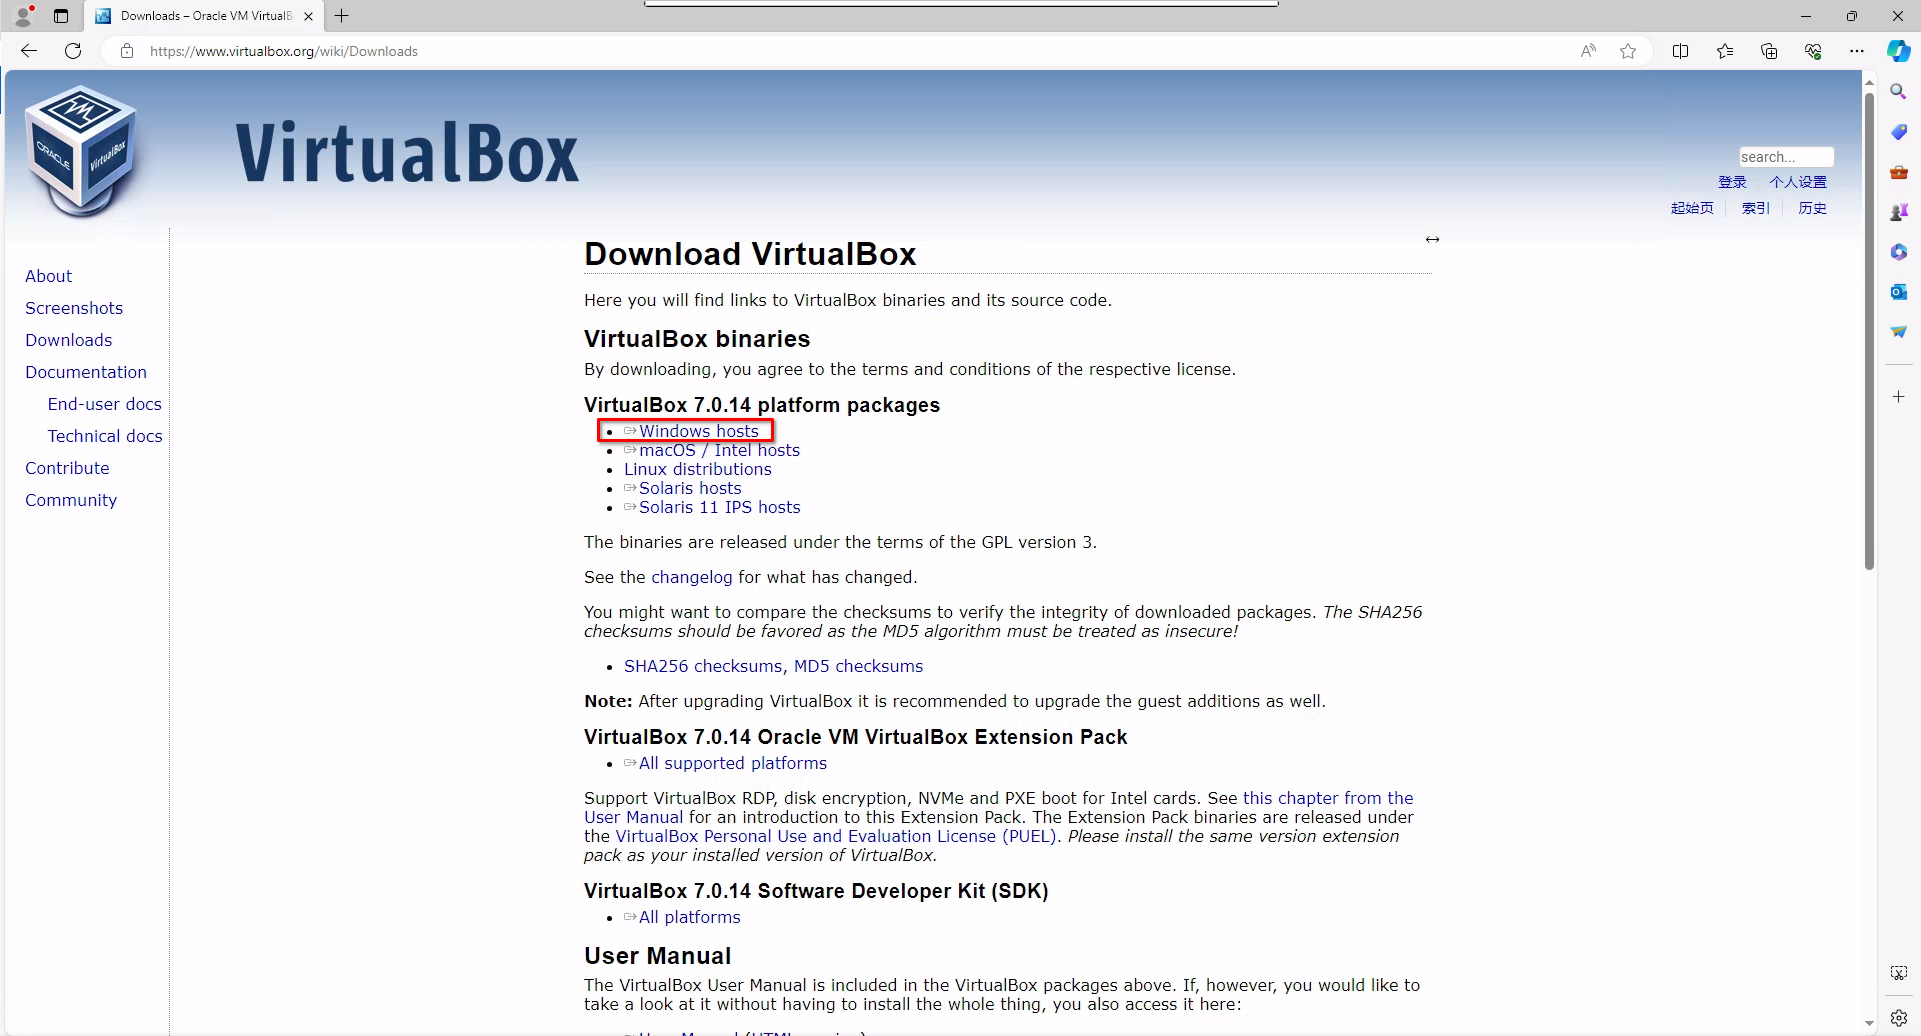 Downloads – Oracle VM VirtualB
https://www.virtualbox.org/wiki/Downloads
ORACLE
VirtualBox
VirtualBox
search...
登录 个人设置
起始页 索引 历史
About
Screenshots
Downloads
Documentation
End-user docs
Technical docs
Contribute
Community
Download VirtualBox
Here you will find links to VirtualBox binaries and its source code.
VirtualBox binaries
By downloading, you agree to the terms and conditions of the respective license.
VirtualBox 7.0.14 platform packages
Windows hosts
macOS / Intel hosts
Linux distributions
Solaris hosts
Solaris 11 IPS hosts
The binaries are released under the terms of the GPL version 3.
See the changelog for what has changed.
You might want to compare the checksums to verify the integrity of downloaded packages. The SHA256
checksums should be favored as the MD5 algorithm must be treated as insecure!
SHA256 checksums, MD5 checksums
Note: After upgrading VirtualBox it is recommended to upgrade the guest additions as well.
VirtualBox 7.0.14 Oracle VM VirtualBox Extension Pack
All supported platforms
Support VirtualBox RDP, disk encryption, NVMe and PXE boot for Intel cards. See this chapter from the
User Manual for an introduction to this Extension Pack. The Extension Pack binaries are released under
the VirtualBox Personal Use and Evaluation License (PUEL). Please install the same version extension
pack as your installed version of VirtualBox.
VirtualBox 7.0.14 Software Developer Kit (SDK)
All platforms
User Manual
The VirtualBox User Manual is included in the VirtualBox packages above. If, however, you would like to
take a look at it without having to install the whole thing, you also access it here: